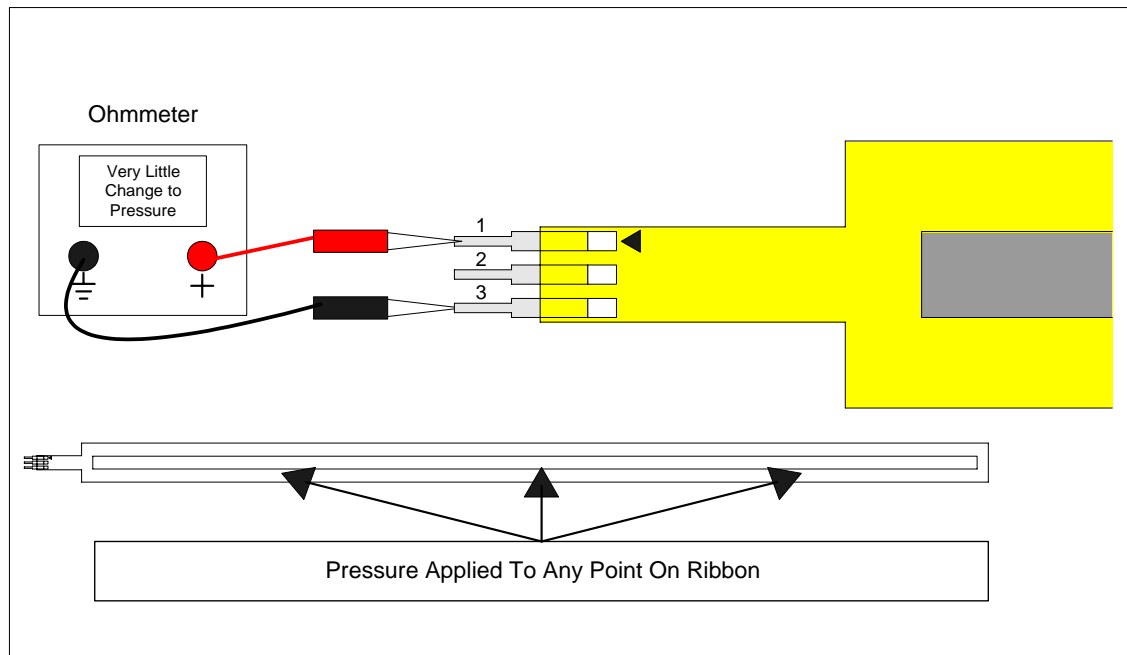 Ohmmeter
Very Little
Change to
Pressure
1
2
3
Pressure Applied To Any Point On Ribbon